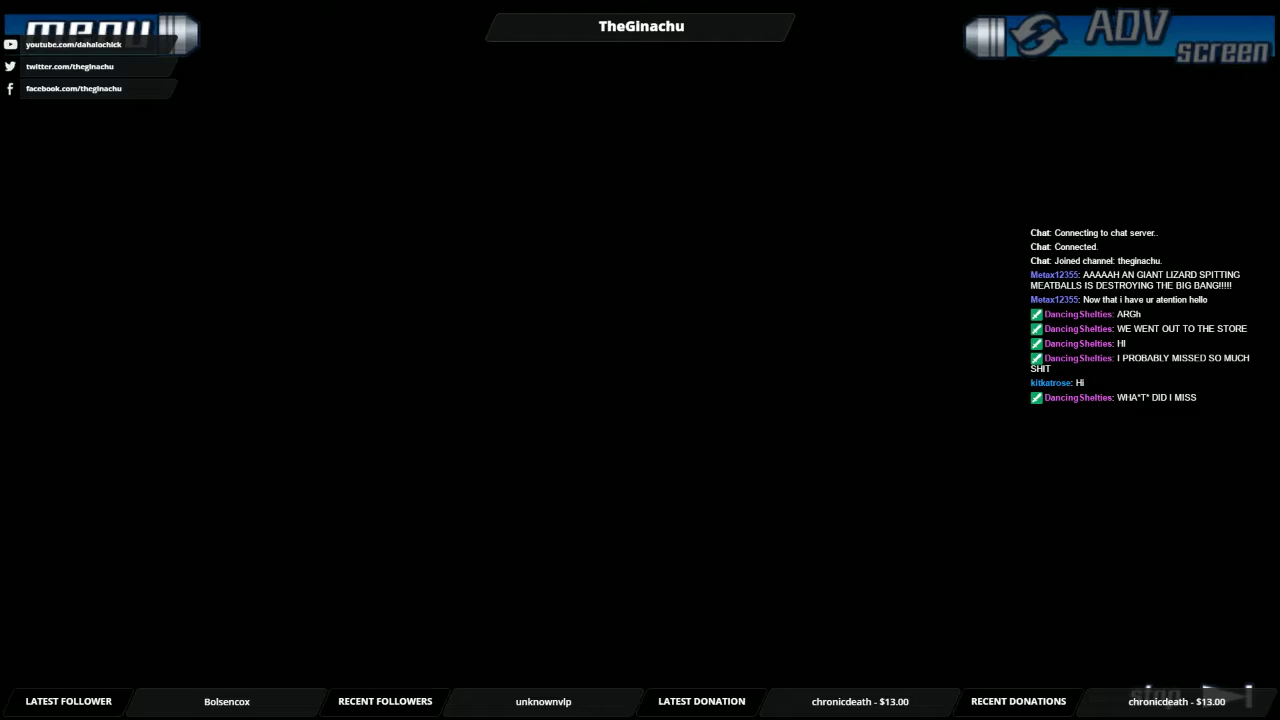 menu
TheGinachu
ADV
screen
youtube.com/dahalochick
twitter.com/theginachu
facebook.com/theginachu
Chat: Connecting to chat server..
Chat: Connected.
Chat: Joined channel: theginachu.
Metax12355: AAAAAH AN GIANT LIZARD SPITTING
MEATBALLS IS DESTROYING THE BIG BANG!!!!!
Metax12355: Now that i have ur atention hello
DancingShelties: ARGh
DancingShelties: WE WENT OUT TO THE STORE
DancingShelties: HI
DancingShelties: I PROBABLY MISSED SO MUCH
SHIT
kitkatrose: Hi
DancingShelties: WHA*T* DID I MISS
stop
LATEST FOLLOWER
Bolsencox
RECENT FOLLOWERS
unknownvlp
LATEST DONATION
chronicdeath - $13.00
RECENT DONATIONS
chronicdeath - $13.00